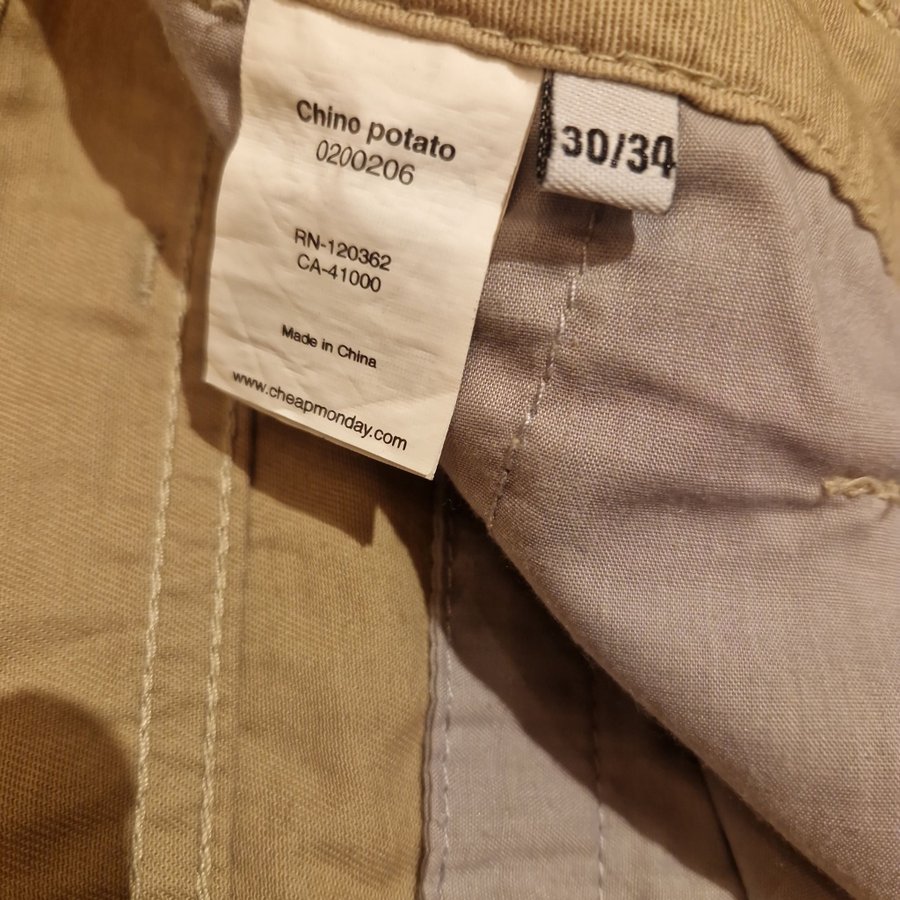 Chino potato
0200206
RN-120362
CA-41000
Made in China
www.cheapmonday.com
30/34